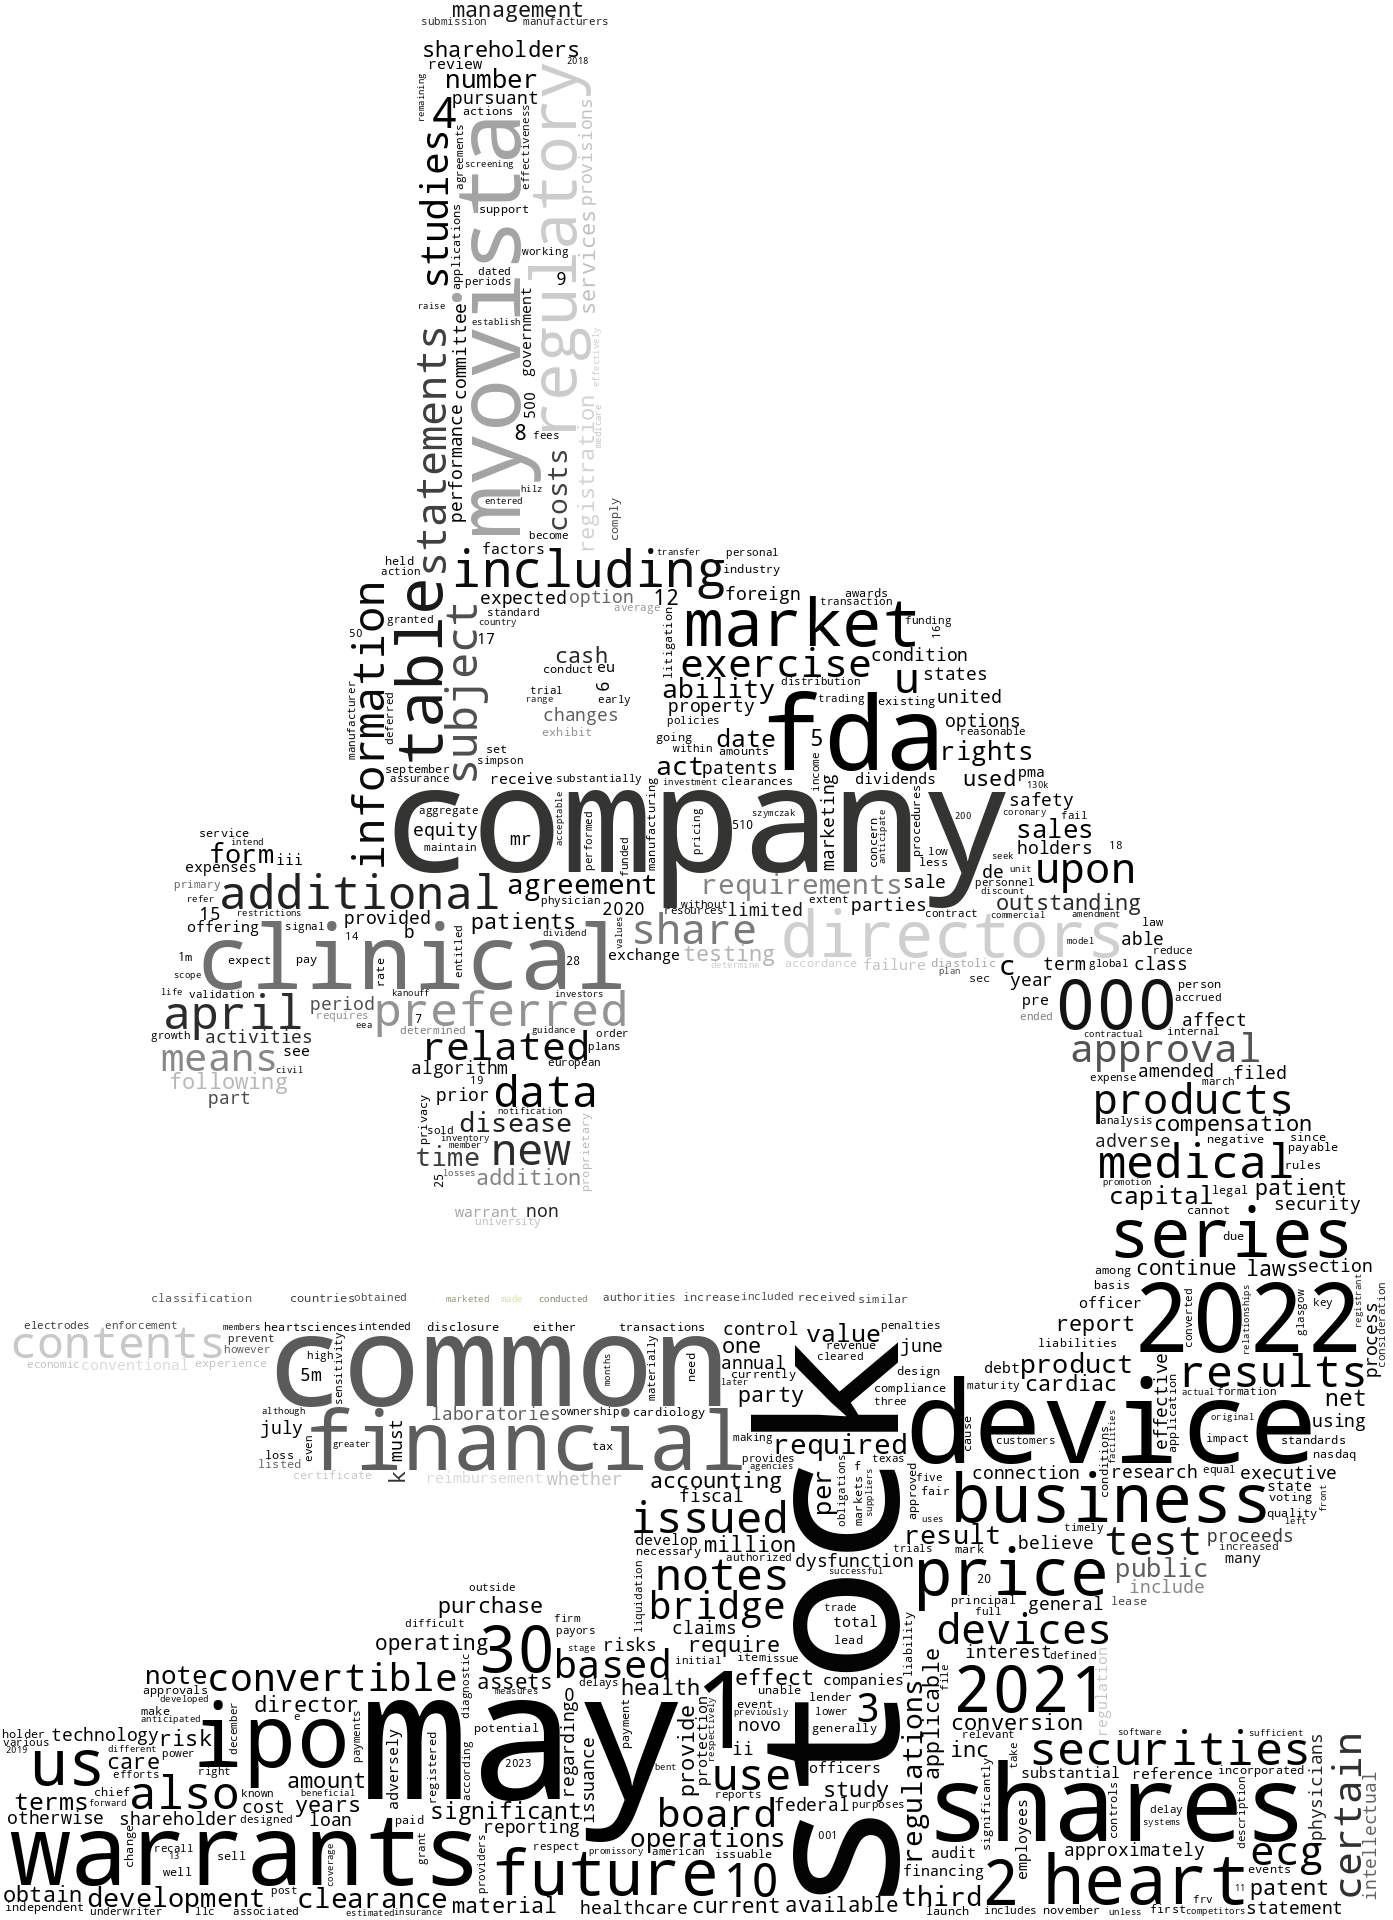 management
submission manufacturers
shareholders
review 2018
number
remaining
pursuant
4 actions
myovista
regulatory
studies
agreements
effectiveness
provisions
screening
support
applications
services
working
dated
periods 9
raise
establish
government
statements
committee
effectively
performance
500
registration
medicare
8 fees
costs
hilz
entered
comply
become
factors
including
transfer personal
industry
held
action
table
information
subject
expected option 12 foreign
average
awards
transaction
standard
country
granted
50
17
litigation
market
funding
16
exercise condition
cash
conduct eu
u states
trial
range
6
early
ability distribution
trading existing united
property
changes
policies
exhibit
manufacturer
deferred
fda
options
reasonable
going date 5
within amounts
rights
set
simpson
september
assurance
act patents
income
dividends used pma
receive substantially
investment clearances
130k
company
safety
aggregate
equity
maintain
mr
acceptable
performed
funded
manufacturing
pricing
510
szymczak
marketing
concern
anticipate
procedures
200
coronary fail
sales
holders 18
low
less
seek
service
intend
form iii
expenses
de unit
upon
primary
additional agreement requirements sale personnel
discount
refer
physician
without
extent
outstanding
15 restrictions
offering signal
provided
14
b
patients
dividend
2020
resources limited
parties
contract commercial amendment
law
clinical
share
directors
able
model
reduce
values
entitled
rate
28
exchange testing
determine
accordance failure diastolic
plan
sec
c
term global class
1m
scope
expect pay
year
life validation
kanouff investors
person
accrued
pre
ended
000
april
period
requires
preferred
7
eea
determined guidance order
affect
contractual internal
growth activities
related
plans
approval
means see
civil
algorithm
european
following
19
expense amended march filed
part
prior data
products
notification
analysis compensation
privacy
sold disease
inventory
member
proprietary
adverse negative since
payable
time new
losses
25
addition
medical
rules
promotion
capital legal patient
warrant non
university
cannot
security
series
due
among continue laws section
basis
classification countries obtained marketed made conducted authorities increase included received similar
officer
report
liabilities
2022
converted
relationships
glasgow
key
registrant
consideration
process
electrodes enforcement members heartsciences intended disclosure either transactions control value penalties
contents prevent
however
common
one revenue
cleared
june
economic conventional experience
high
5m
sensitivity
months
materially
need
annual
currently
later
party
stock
design
compliance
three
debt product
maturity cardiac
results
effective
application
actual formation
net
although
july
laboratories ownership cardiology
device
original
using
impact standards
nasdaq
cause
customers
conditions
facilities
even
loss
listed
greater
financial
tax
must
k
making required
provides
agencies
certificate reimbursement whether
accounting
fiscal
per
obligations
markets f
suppliers
texas
approved
five
fair
connection research equal executive
state
voting
business
quality
left
front
issued
uses
develop
necessary
million
authorized
result timely
believe
test proceeds
increased
many
dysfunction
successful
trials mark
notes
price
20
public
include
outside
liquidation
bridge
principal
full
general lease
purchase
firm
payors
claims
trade
total
lead
devices
difficult
operating 30
stage risks
require
liability
interest defined
regulation
note convertible
based
initial
item issue
approvals
developed
diagnostic
assets
measures
delays
health 1 effect
unable
companies
applicable
file
2021
director
e
make
anticipated
december
0
event
previously
novo
lender
lower 3
generally
conversion
holder technology
various
risk ipo may
potential
payments
adversely
registered
according
2023
regarding
issuance
payment
provide
protection
respectively
ii
regulations
inc
relevant
take
software sufficient
securities
2019
different
us care
efforts
power
right
bent
officers
substantial reference incorporated
physicians
certain
intellectual
amount
beneficial
use
reports
study
terms chief
forward
also known
cost
designed
years
loan
paid
significant
board federal purposes
shares
significantly
employees
controls
delay
systems
description
otherwise shareholder
reporting
operations 001
warrants
change
recall
13
well
sell
coverage
grant
providers
respect promissory american issuable
audit
financing
approximately
ecg
future 10
third 2 heart
events
11
patent
obtain development post clearance
material
frv
independent underwriter llc associated estimated insurance
healthcare current available
launch includes november unless first competitors statement